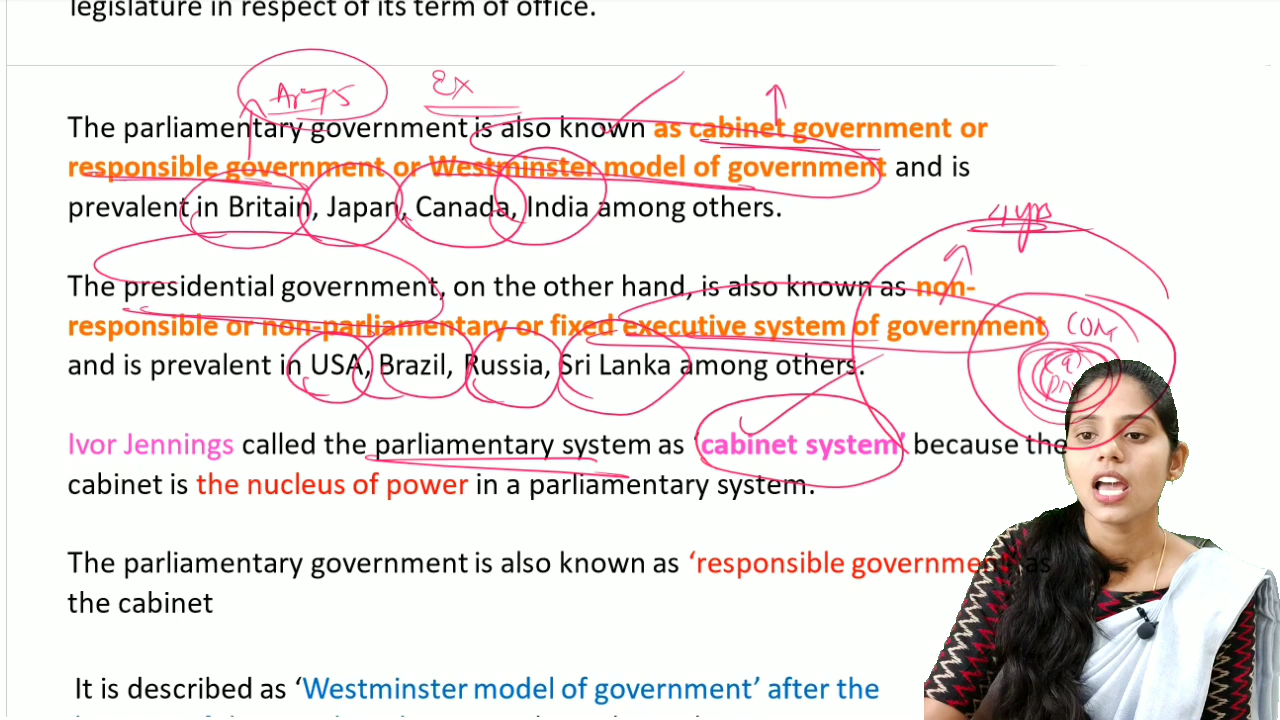 legislature in respect of its term of office.
Ar 75 Ex
The parliamentary government is also known as cabinet government or
responsible government or Westminster model of government and is
prevalent in Britain, Japan, Canada, India among others.
4 yrs
The presidential government, on the other hand, is also known as non-
responsible or non-parliamentary or fixed executive system of government
COM
and is prevalent in USA, Brazil, Russia, Sri Lanka among others.
Ivor Jennings called the parliamentary system as ‘cabinet system’ because the
cabinet is the nucleus of power in a parliamentary system.
The parliamentary government is also known as ‘responsible government as
the cabinet
It is described as ‘Westminster model of government’ after the